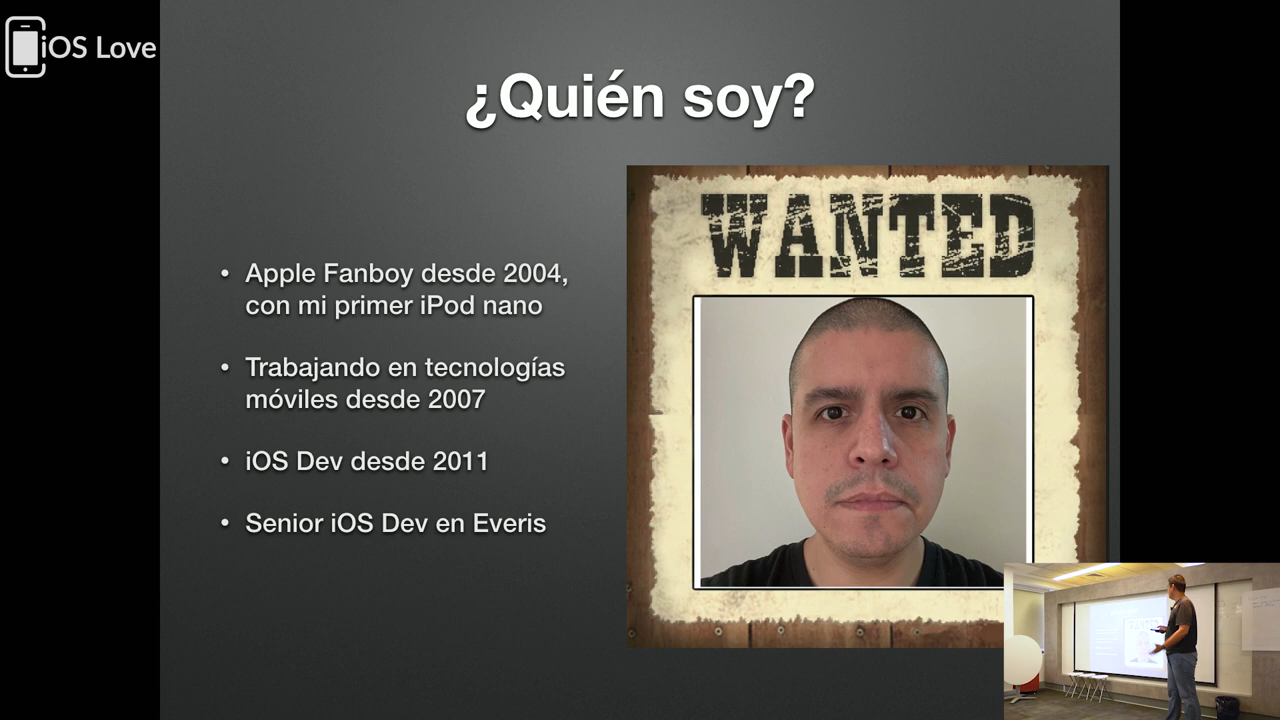 iOS Love
¿Quién soy?
• Apple Fanboy desde 2004,
con mi primer iPod nano
• Trabajando en tecnologías
móviles desde 2007
• iOS Dev desde 2011
• Senior iOS Dev en Everis
WANTED
WANTED